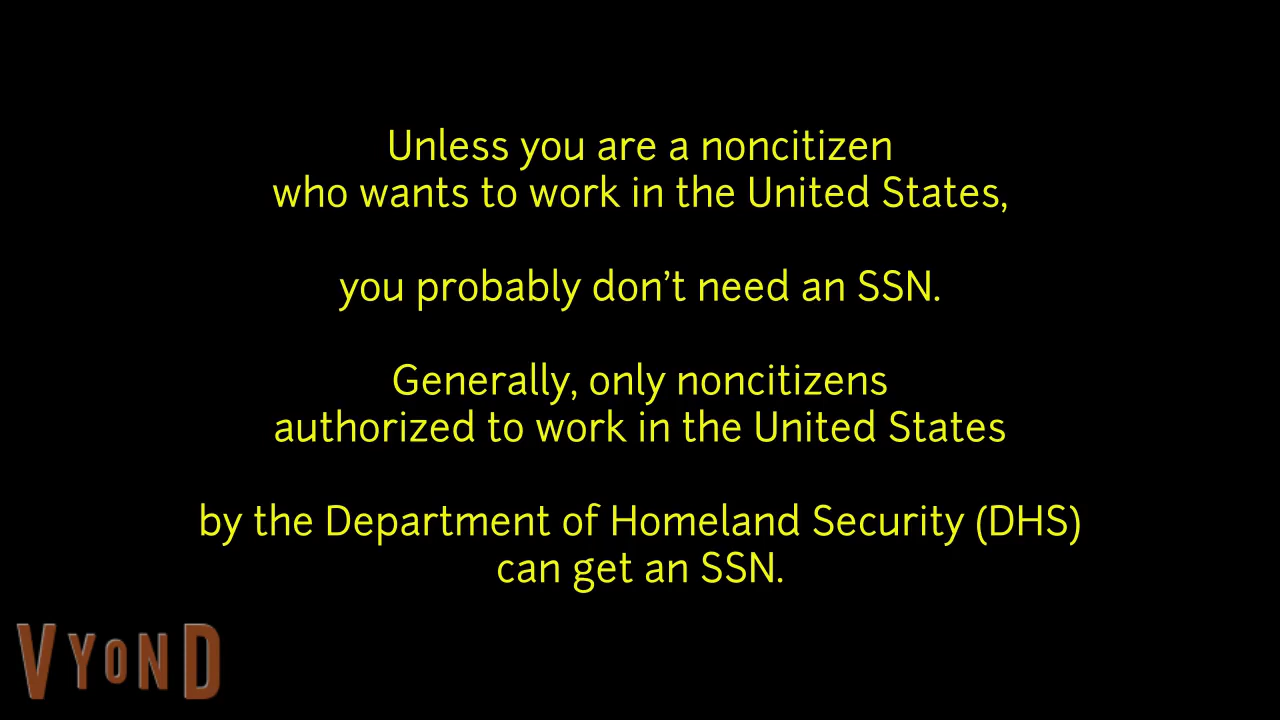 Unless you are a noncitizen
who wants to work in the United States,
you probably don’t need an SSN.
Generally, only noncitizens
authorized to work in the United States
by the Department of Homeland Security (DHS)
can get an SSN.
VYOND